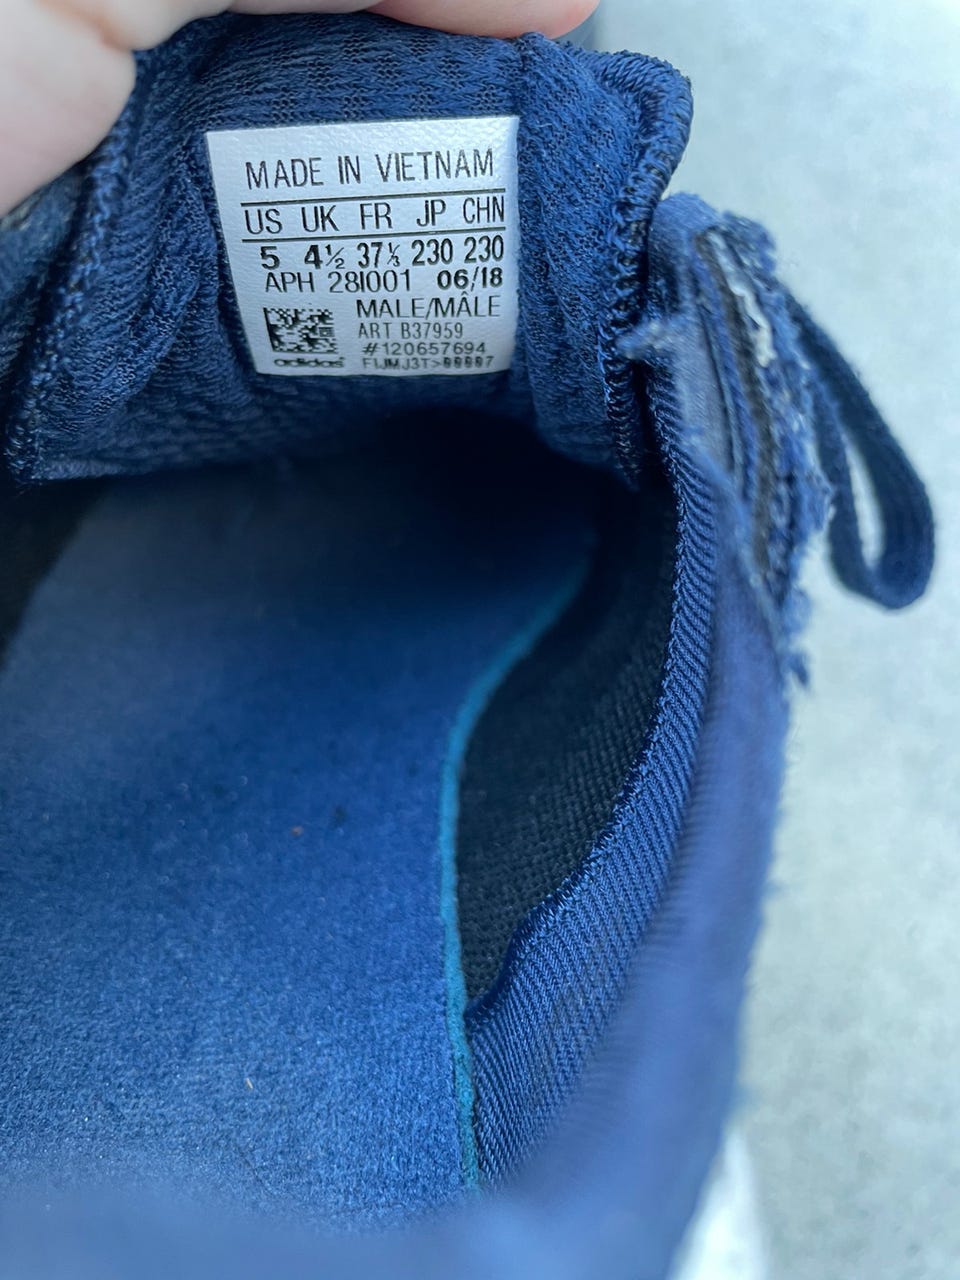 MADE IN VIETNAM
US UK FR JP CHN
5 4½ 37⅓ 230 230
APH 28I001 06/18
MALE/MÂLE
ART B37959
#120657694
adidas